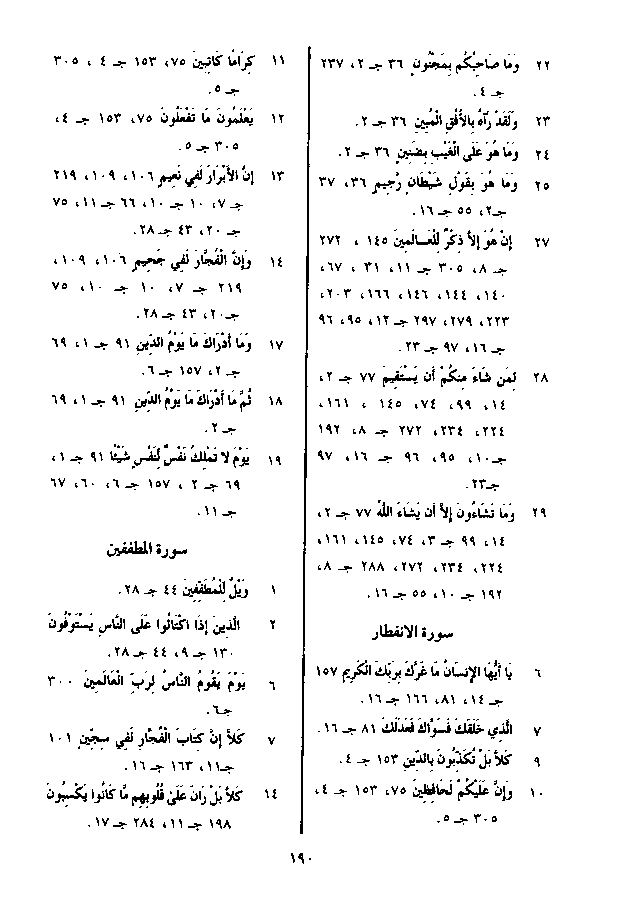 ٢٢ وَمَا صَاحِبُكُم بِمَجْنُونٍ ٣٦ جـ ٢، ٢٣٧
جـ ٤.
٢٣ وَلَقَدْ رَآهُ بِالْأُفُقِ الْمُبِينِ ٣٦ جـ ٢.
٢٤ وَمَا هُوَ عَلَى الْغَيْبِ بِضَنِينٍ ٣٦ جـ ٢.
٢٥ وَمَا هُوَ بِقَوْلِ شَيْطَانٍ رَجِيمٍ ٣٦، ٣٧
جـ٢، ٥٥ جـ ١٦.
٢٧ إِنْ هُوَ إِلاَّ ذِكْرٌ لِلْعَالَمِينَ ١٤٥ ، ٢٧٢
جـ ٨، ٣٠٥ جـ ١١، ٣١ ، ٦٧،
١٤٠، ١٤٤، ١٤٦، ١٦٦، ٢٠٣،
٢٢٣، ٢٧٩، ٢٩٧ جـ ١٢، ٩٥، ٩٦
جـ ١٦، ٩٧ جـ ٢٣.
٢٨ لِمَن شَاءَ مِنكُمْ أَن يَسْتَقِيمَ ٧٧ جـ ٢،
١٤، ٩٩، ٧٤، ١٤٥ ، ١٦١،
٢٢٤، ٢٣٤، ٢٧٢ جـ ٨، ١٩٢
جـ١٠، ٩٥، ٩٦ جـ ١٦، ٩٧
جـ٢٣.
٢٩ وَمَا تَشَاءُونَ إِلاَّ أَن يَشَاءَ اللَّهُ ٧٧ جـ ٢،
١٤، ٩٩ جـ ٣، ٧٤، ١٤٥، ١٦١،
٢٢٤، ٢٣٤، ٢٧٢، ٢٨٨ جـ ٨،
١٩٢ جـ ١٠، ٥٥ جـ ١٦.
سورة الانفطار
٦ يَا أَيُّهَا الإِنسَانُ مَا غَرَّكَ بِرَبِّكَ الْكَرِيمِ ١٥٧
جـ ١٤، ٨١، ١٦٦ جـ ١٦.
٧ الَّذِي خَلَقَكَ فَسَوَّاكَ فَعَدَلَكَ ٨١ جـ ١٦.
٩ كَلاَّ بَلْ تُكَذِّبُونَ بِالدِّينِ ١٥٣ جـ ٤.
١٠ وَإِنَّ عَلَيْكُمْ لَحَافِظِينَ ٧٥، ١٥٣ جـ ٤،
٣٠٥ جـ ٥.
١١ كِرَامًا كَاتِبِينَ ٧٥، ١٥٣ جـ ٤ ، ٣٠٥
جـ ٥.
١٢ يَعْلَمُونَ مَا تَفْعَلُونَ ٧٥، ١٥٣ جـ ٤،
٣٠٥ جـ ٥.
١٣ إِنَّ الأَبْرَارَ لَفِي نَعِيمٍ ١٠٦، ١٠٩، ٢١٩
جـ ٧، ١٠ جـ ١٠، ٦٦ جـ ١١، ٧٥
جـ ٢٠، ٤٣ جـ ٢٨.
١٤ وَإِنَّ الْفُجَّارَ لَفِي جَحِيمٍ ١٠٦، ١٠٩،
٢١٩ جـ ٧، ١٠ جـ ١٠، ٧٥
جـ٢٠، ٤٣ جـ ٢٨.
١٧ وَمَا أَدْرَاكَ مَا يَوْمُ الدِّينِ ٩١ جـ ١، ٦٩
جـ ٢، ١٥٧ جـ ٦.
١٨ ثُمَّ مَا أَدْرَاكَ مَا يَوْمُ الدِّينِ ٩١ جـ ١، ٦٩
جـ ٢.
١٩ يَوْمَ لاَ تَمْلِكُ نَفْسٌ لِنَفْسٍ شَيْئًا ٩١ جـ ١،
٦٩ جـ ٢ ، ١٥٧ جـ ٦، ٦٠، ٦٧
جـ ١١.
سورة المطففين
١ وَيْلٌ لِلْمُطَفِّفِينَ ٤٤ جـ ٢٨.
٢ الَّذِينَ إِذَا اكْتَالُوا عَلَى النَّاسِ يَسْتَوْفُونَ
١٣٠ جـ ٩، ٤٤ جـ ٢٨.
٦ يَوْمَ يَقُومُ النَّاسُ لِرَبِّ الْعَالَمِينَ ٣٠٠
جـ٦.
٧ كَلاَّ إِنَّ كِتَابَ الْفُجَّارِ لَفِي سِجِّينٍ ١٠١
جـ١١، ١٦٣ جـ ١٦.
١٤ كَلاَّ بَلْ رَانَ عَلَىٰ قُلُوبِهِم مَّا كَانُوا يَكْسِبُونَ
١٩٨ جـ ١١، ٢٨٤ جـ ١٧.
١٩٠